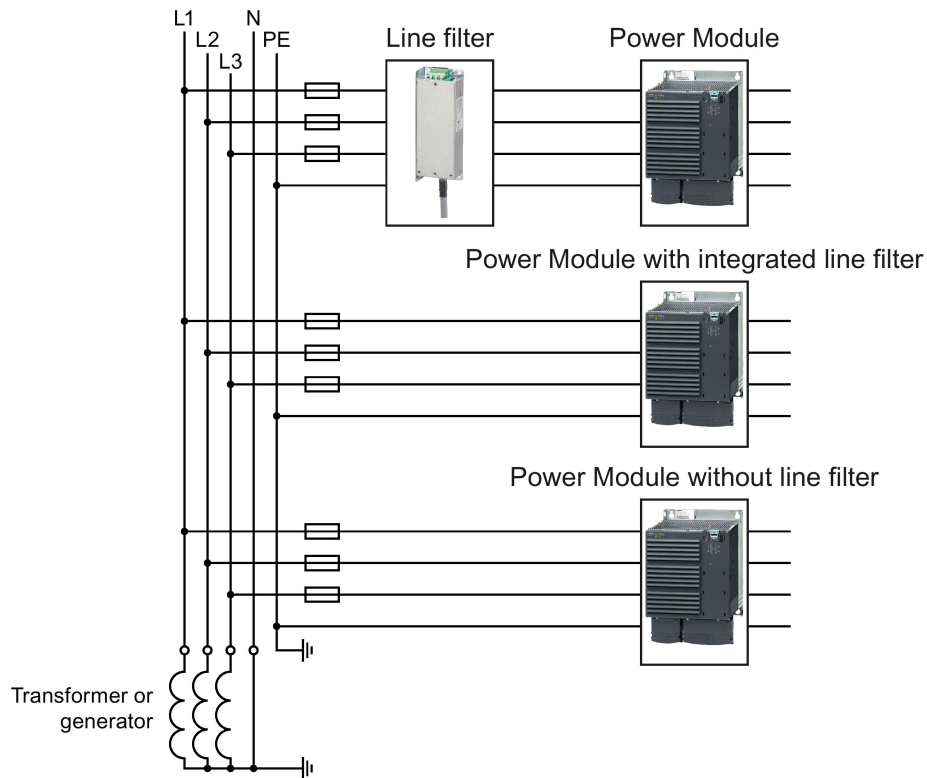 L1
N
L2
PE
L3
Line filter
Power Module
Power Module with integrated line filter
Power Module without line filter
Transformer or
generator